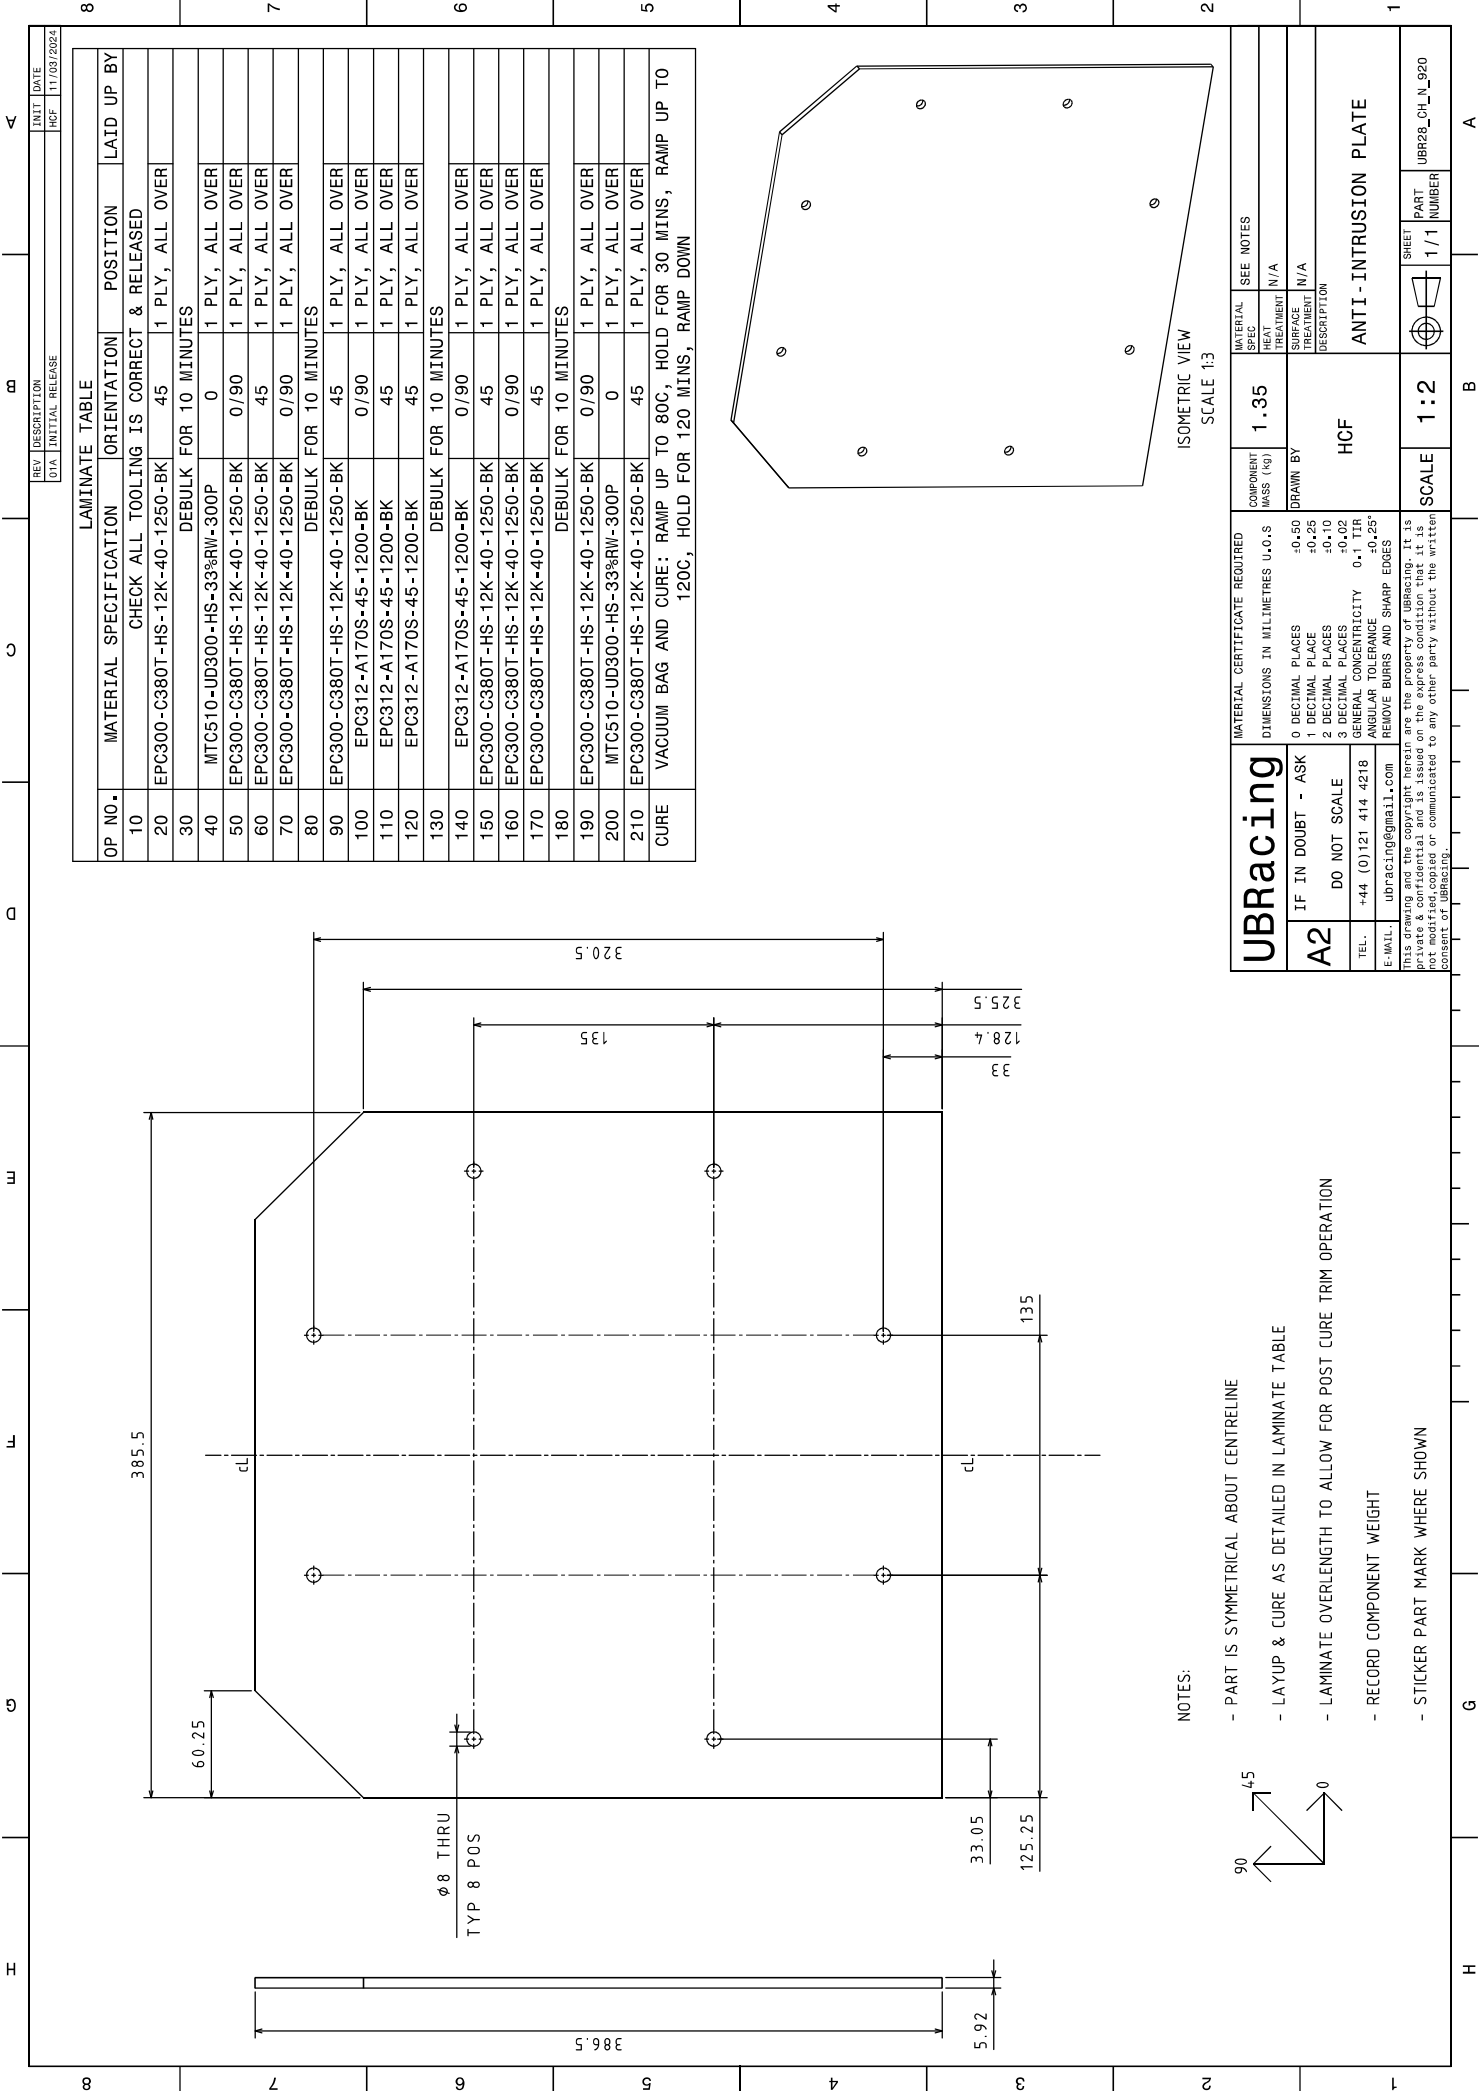 REV DESCRIPTION INIT DATE
01A INITIAL RELEASE HCF 11/03/2024
LAMINATE TABLE
OP NO. MATERIAL SPECIFICATION ORIENTATION POSITION LAID UP BY
10 CHECK ALL TOOLING IS CORRECT & RELEASED
20 EPC300-C380T-HS-12K-40-1250-BK 45 1 PLY, ALL OVER
30 DEBULK FOR 10 MINUTES
40 MTC510-UD300-HS-33%RW-300P 0 1 PLY, ALL OVER
50 EPC300-C380T-HS-12K-40-1250-BK 0/90 1 PLY, ALL OVER
60 EPC300-C380T-HS-12K-40-1250-BK 45 1 PLY, ALL OVER
70 EPC300-C380T-HS-12K-40-1250-BK 0/90 1 PLY, ALL OVER
80 DEBULK FOR 10 MINUTES
90 EPC300-C380T-HS-12K-40-1250-BK 45 1 PLY, ALL OVER
100 EPC312-A170S-45-1200-BK 0/90 1 PLY, ALL OVER
110 EPC312-A170S-45-1200-BK 45 1 PLY, ALL OVER
120 EPC312-A170S-45-1200-BK 45 1 PLY, ALL OVER
130 DEBULK FOR 10 MINUTES
140 EPC312-A170S-45-1200-BK 0/90 1 PLY, ALL OVER
150 EPC300-C380T-HS-12K-40-1250-BK 45 1 PLY, ALL OVER
160 EPC300-C380T-HS-12K-40-1250-BK 0/90 1 PLY, ALL OVER
170 EPC300-C380T-HS-12K-40-1250-BK 45 1 PLY, ALL OVER
180 DEBULK FOR 10 MINUTES
190 EPC300-C380T-HS-12K-40-1250-BK 0/90 1 PLY, ALL OVER
200 MTC510-UD300-HS-33%RW-300P 0 1 PLY, ALL OVER
210 EPC300-C380T-HS-12K-40-1250-BK 45 1 PLY, ALL OVER
CURE VACUUM BAG AND CURE: RAMP UP TO 80C, HOLD FOR 30 MINS, RAMP UP TO
120C, HOLD FOR 120 MINS, RAMP DOWN
386.5
5.92
385.5
60.25
Ø8 THRU
TYP 8 POS
33.05
125.25
135
320.5
325.5
135
128.4
33
cL
cL
ISOMETRIC VIEW
SCALE 1:3
90
45
0
NOTES:
- PART IS SYMMETRICAL ABOUT CENTRELINE
- LAYUP & CURE AS DETAILED IN LAMINATE TABLE
- LAMINATE OVERLENGTH TO ALLOW FOR POST CURE TRIM OPERATION
- RECORD COMPONENT WEIGHT
- STICKER PART MARK WHERE SHOWN
UBRacing
A2
IF IN DOUBT - ASK
DO NOT SCALE
TEL. +44 (0)121 414 4218
E-MAIL. ubracing@gmail.com
MATERIAL CERTIFICATE REQUIRED
DIMENSIONS IN MILIMETRES U.O.S
0 DECIMAL PLACES ±0.50
1 DECIMAL PLACE ±0.25
2 DECIMAL PLACES ±0.10
3 DECIMAL PLACES ±0.02
GENERAL CONCENTRICITY 0.1 TIR
ANGULAR TOLERANCE ±0.25°
REMOVE BURRS AND SHARP EDGES
This drawing and the copyright herein are the property of UBRacing. It is
private & confidential and is issued on the express condition that it is
not modified,copied or communicated to any other party without the written
consent of UBRacing.
COMPONENT
MASS (kg)
1.35
DRAWN BY
HCF
SCALE 1:2
MATERIAL
SPEC
SEE NOTES
HEAT
TREATMENT
N/A
SURFACE
TREATMENT
N/A
DESCRIPTION
ANTI-INTRUSION PLATE
SHEET
1/1
PART
NUMBER
UBR28_CH_N_920
H
G
F
E
D
C
B
A
8
7
6
5
4
3
2
1
8
7
6
5
4
3
2
1
H
G
B
A